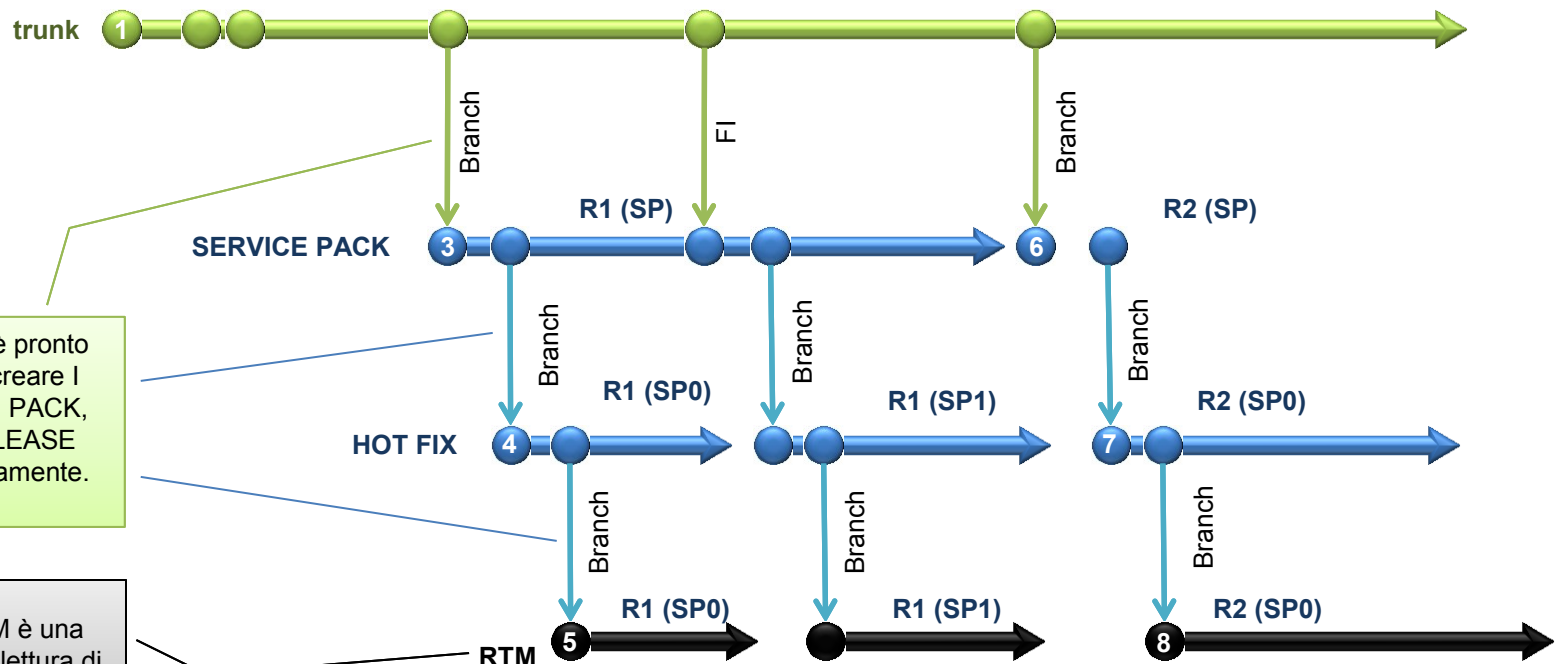 trunk
1
Branch
FI
Branch
R1 (SP)
R2 (SP)
SERVICE PACK
3
6
Branch
Branch
Branch
è pronto
creare I
PACK,
LEASE
amente.
R1 (SP0)
R1 (SP1)
R2 (SP0)
HOT FIX
4
7
Branch
Branch
Branch
R1 (SP0)
R1 (SP1)
R2 (SP0)
M è una
lettura di
RTM
5
8